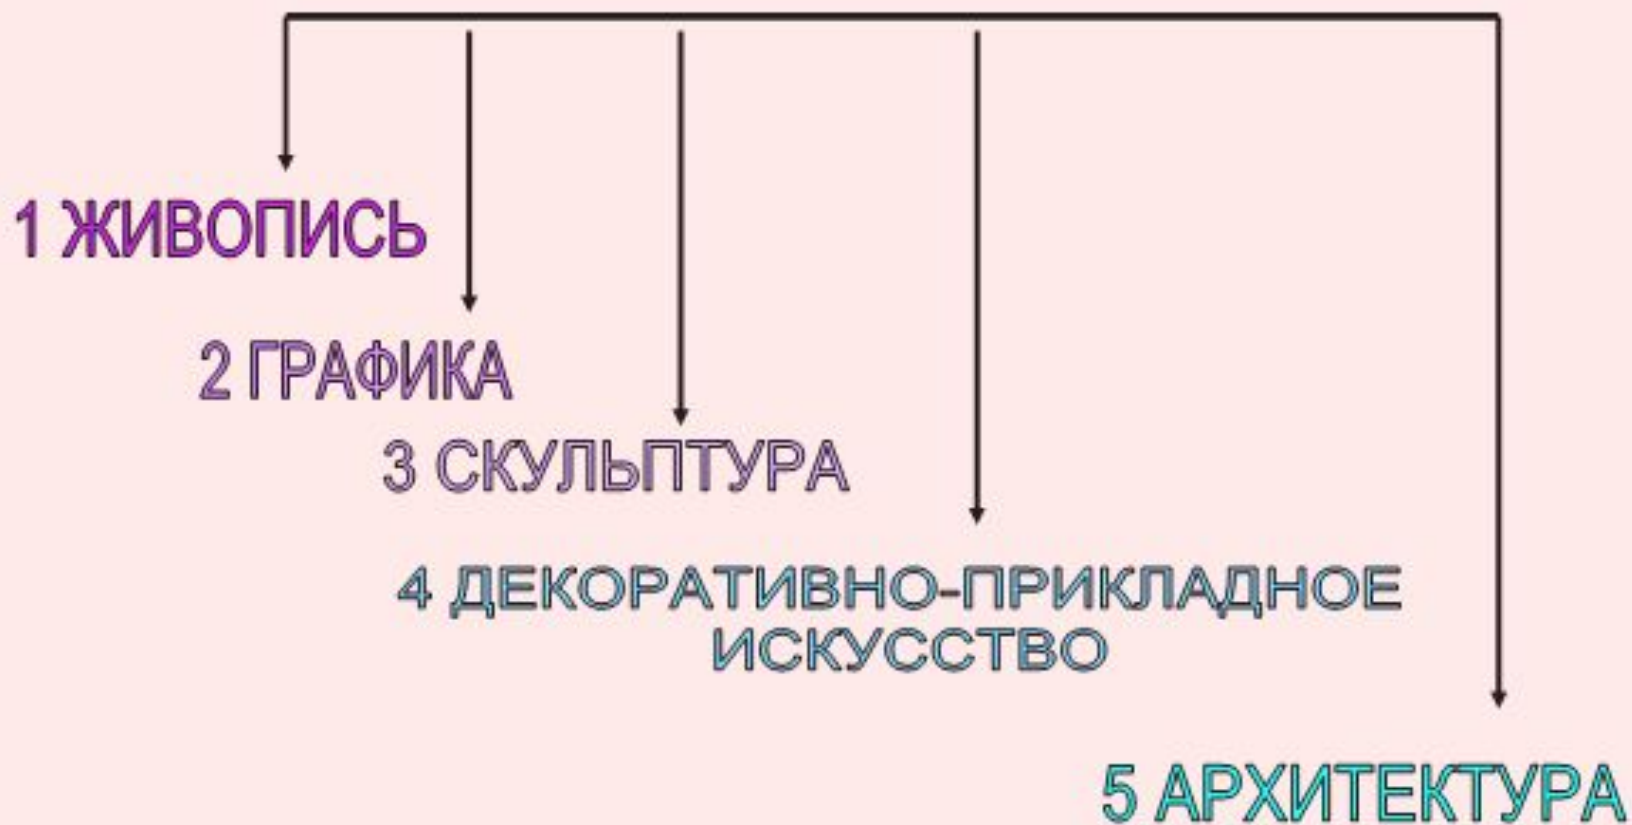 1 ЖИВОПИСЬ
2 ГРАФИКА
3 СКУЛЬПТУРА
4 ДЕКОРАТИВНО-ПРИКЛАДНОЕ
ИСКУССТВО
5 АРХИТЕКТУРА